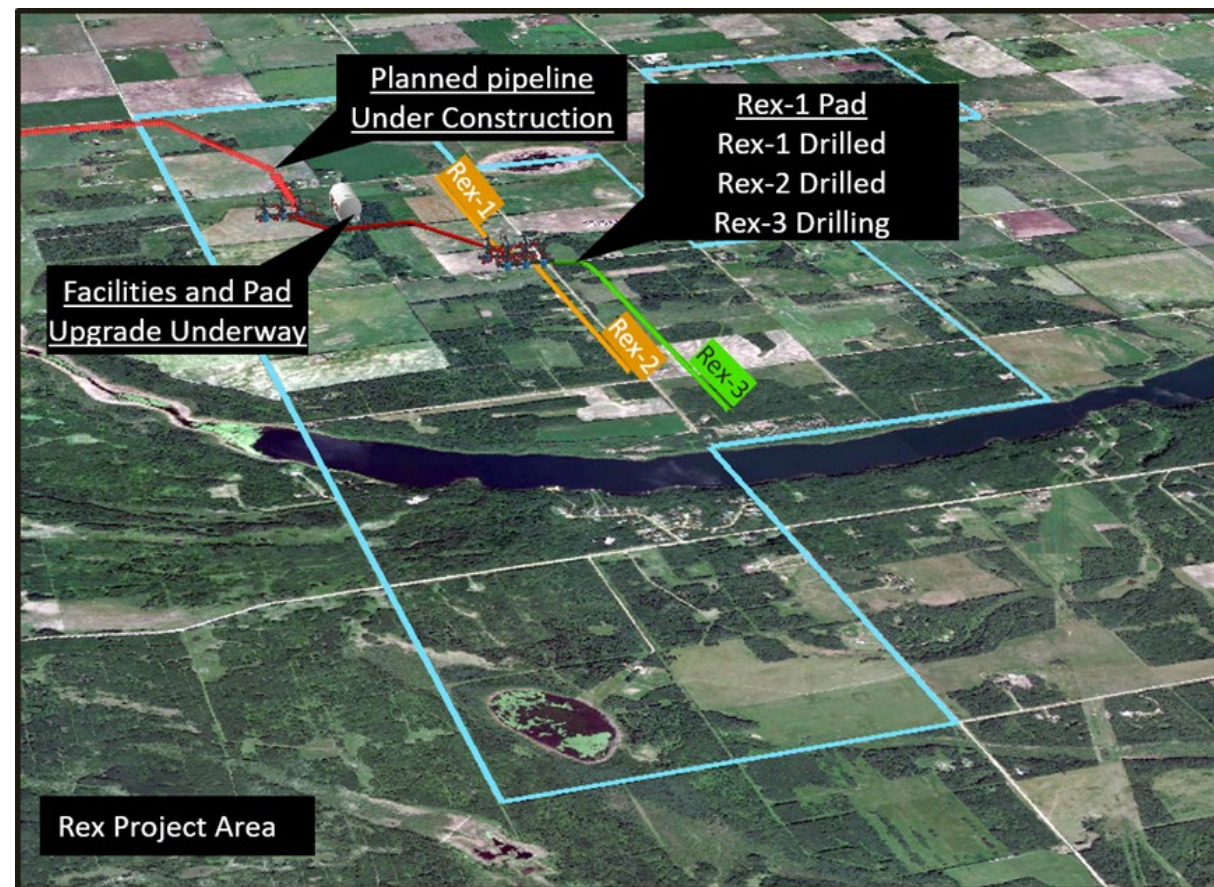 Planned pipeline
Under Construction
Rex-1 Pad
Rex-1 Drilled
Rex-2 Drilled
Rex-3 Drilling
Rex-1
Facilities and Pad
Upgrade Underway
Rex-2
Rex-3
Rex Project Area